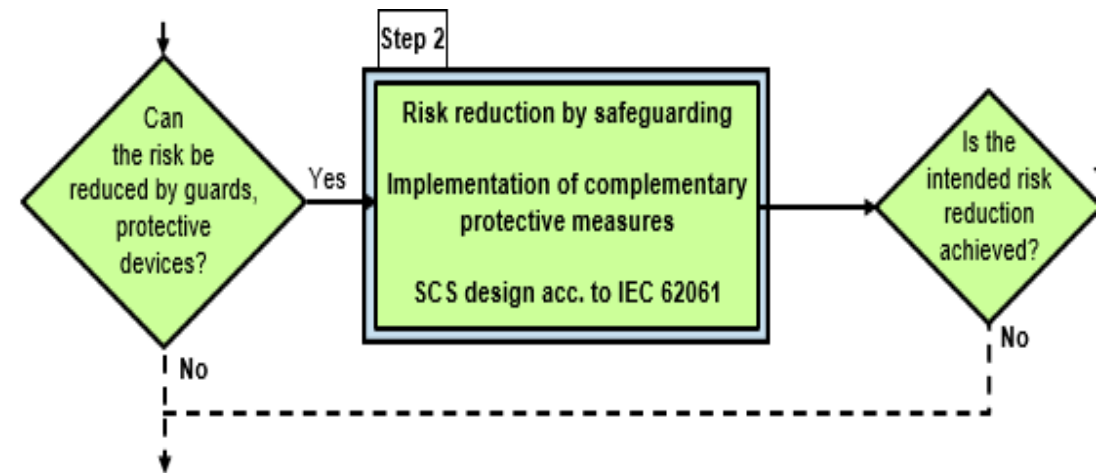 Step 2
Can
the risk be
reduced by guards,
protective
devices?
Yes
No
Risk reduction by safeguarding
Implementation of complementary
protective measures
SCS design acc. to IEC 62061
Is the
intended risk
reduction
achieved?
No